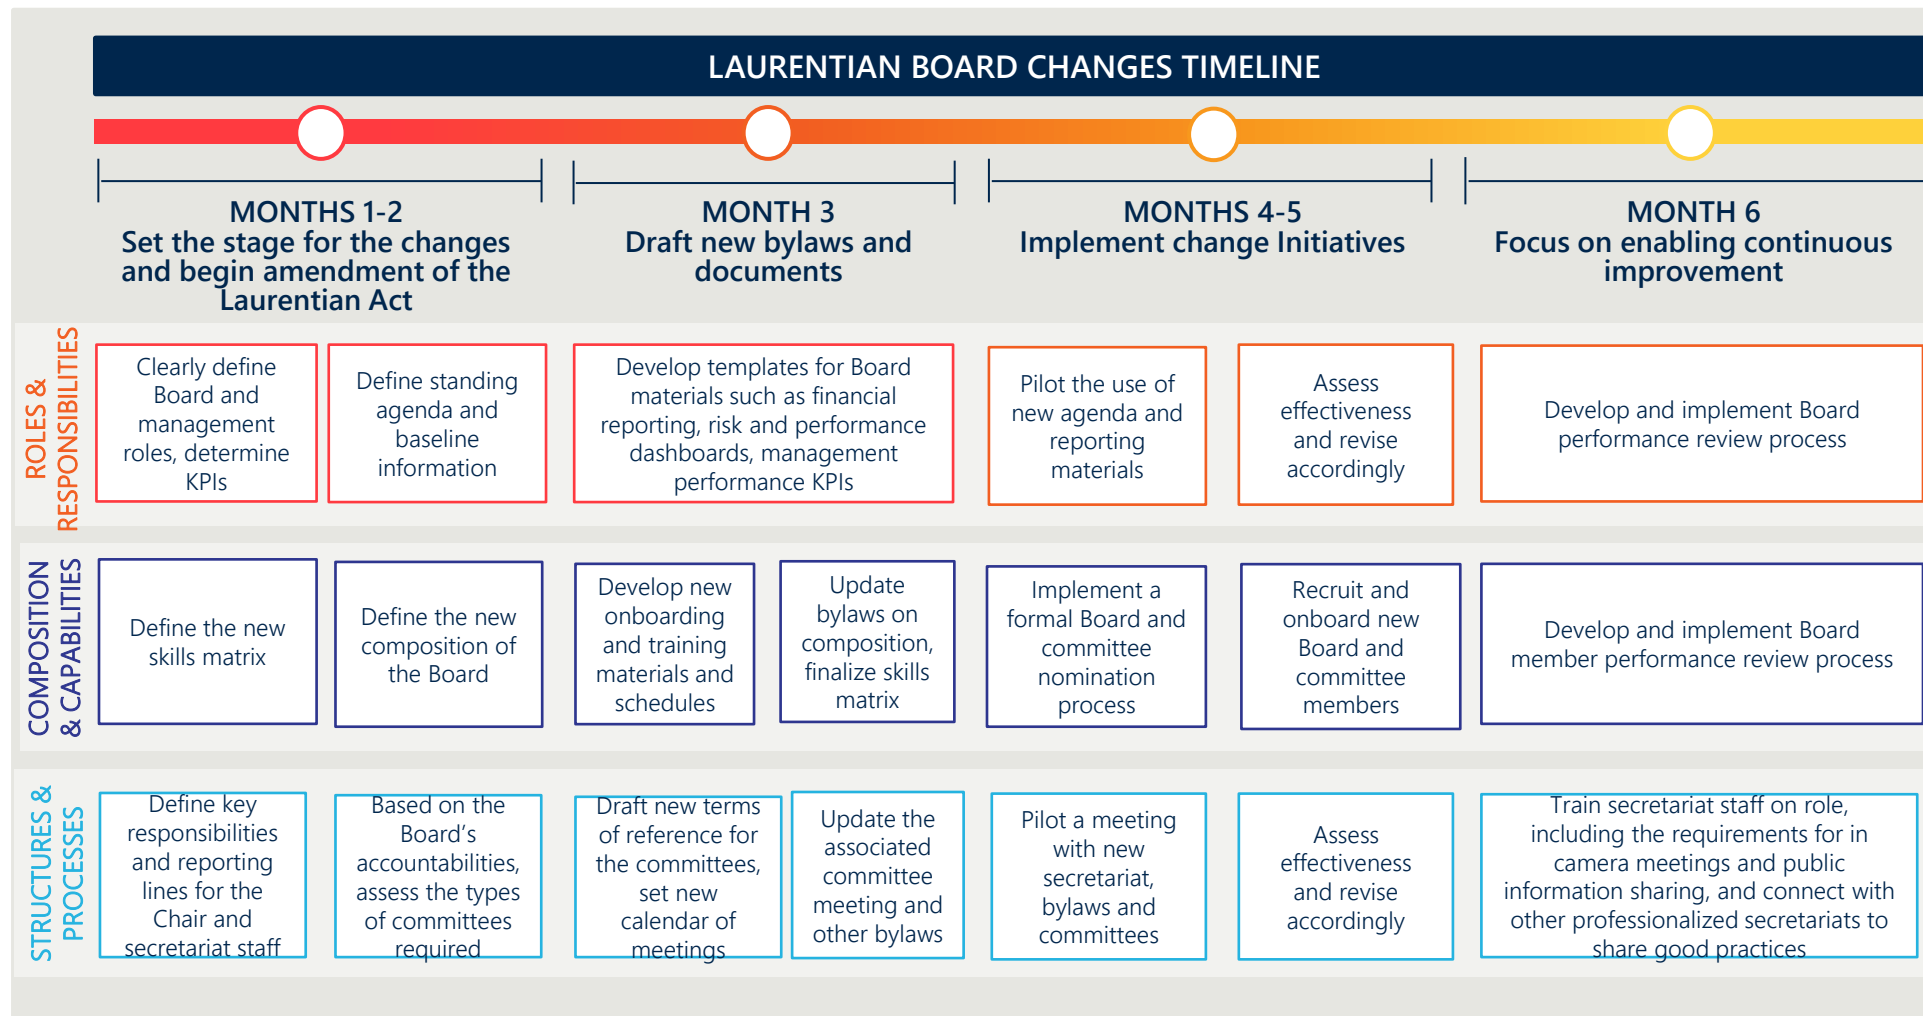 LAURENTIAN BOARD CHANGES TIMELINE
MONTHS 1-2
Set the stage for the changes
and begin amendment of the
Laurentian Act
MONTH 3
Draft new bylaws and
documents
MONTHS 4-5
Implement change Initiatives
MONTH 6
Focus on enabling continuous
improvement
ROLES &
RESPONSIBILITIES
Clearly define
Board and
management
roles, determine
KPIs
Define standing
agenda and
baseline
information
Develop templates for Board
materials such as financial
reporting, risk and performance
dashboards, management
performance KPIs
Pilot the use of
new agenda and
reporting
materials
Assess
effectiveness
and revise
accordingly
Develop and implement Board
performance review process
COMPOSITION
& CAPABILITIES
Define the new
skills matrix
Define the new
composition of
the Board
Develop new
onboarding
and training
materials and
schedules
Update
bylaws on
composition,
finalize skills
matrix
Implement a
formal Board and
committee
nomination
process
Recruit and
onboard new
Board and
committee
members
Develop and implement Board
member performance review process
STRUCTURES &
PROCESSES
Define key
responsibilities
and reporting
lines for the
Chair and
secretariat staff
Based on the
Board's
accountabilities,
assess the types
of committees
required
Draft new terms
of reference for
the committees,
set new
calendar of
meetings
Update the
associated
committee
meeting and
other bylaws
Pilot a meeting
with new
secretariat,
bylaws and
committees
Assess
effectiveness
and revise
accordingly
Train secretariat staff on role,
including the requirements for in
camera meetings and public
information sharing, and connect with
other professionalized secretariats to
share good practices